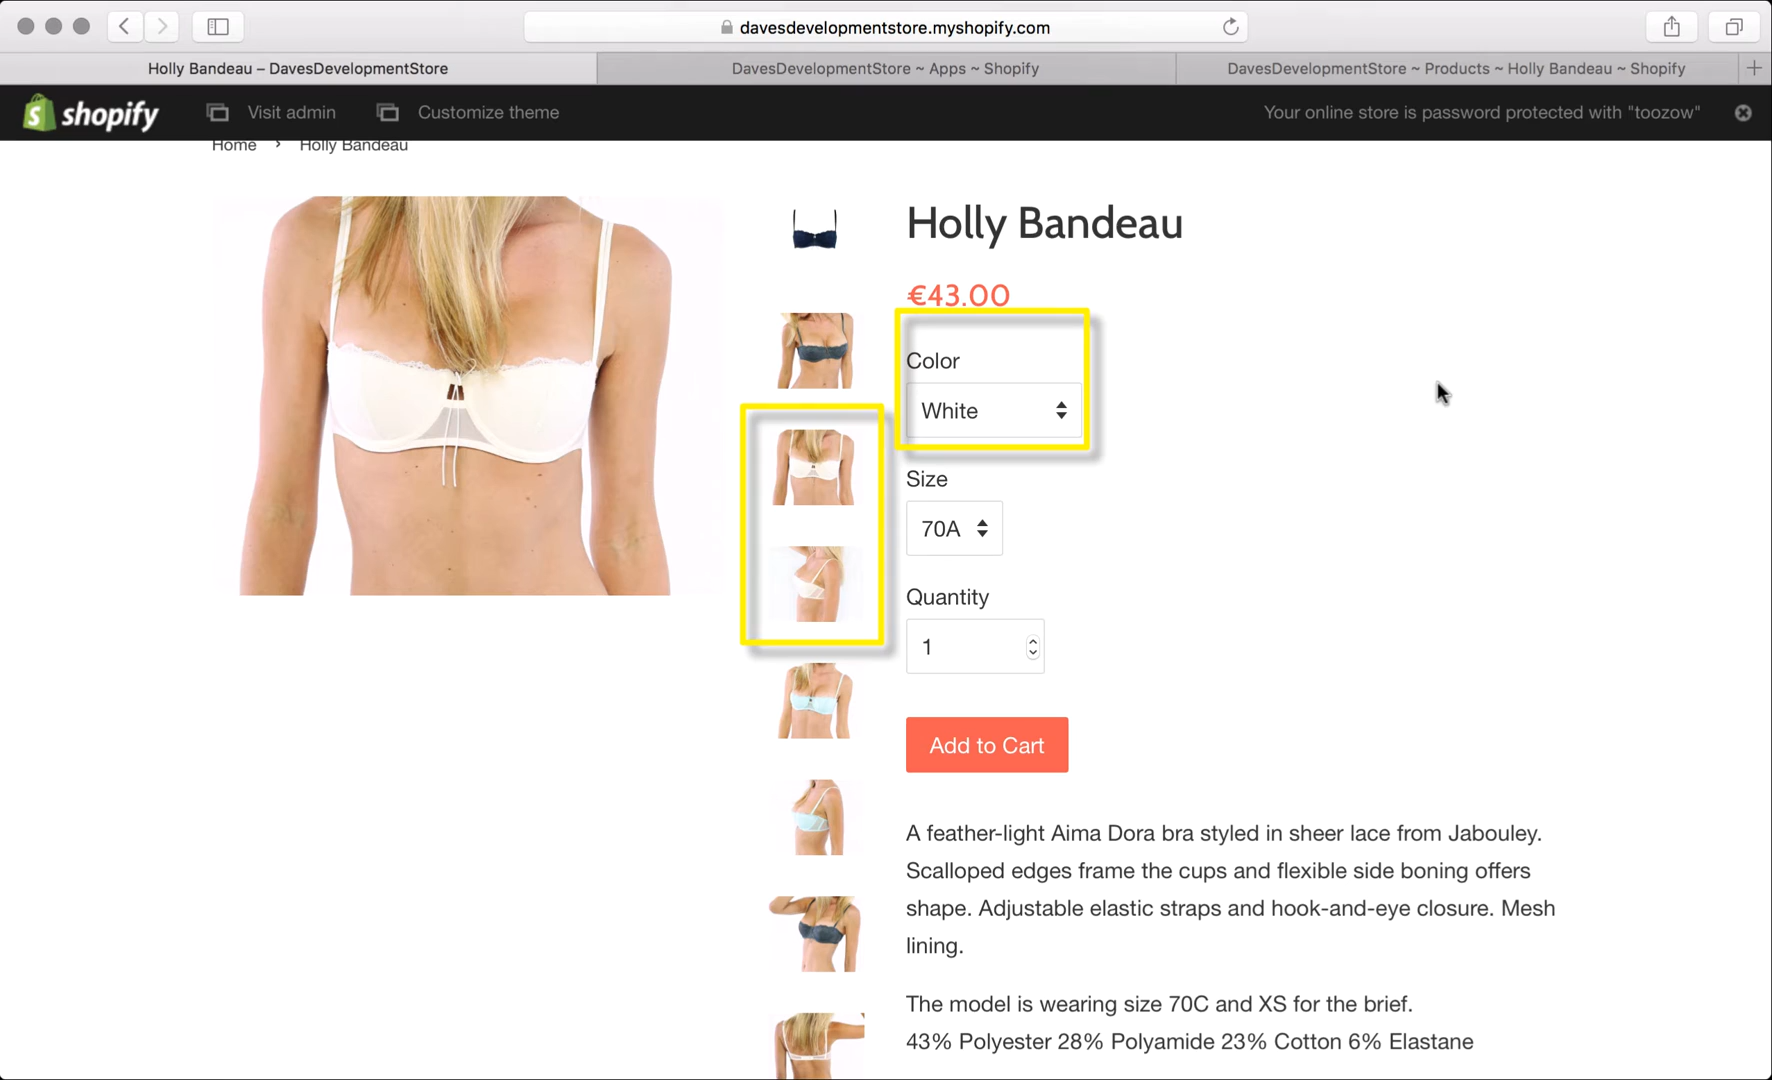 davesdevelopmentstore.myshopify.com
Holly Bandeau – DavesDevelopmentStore
DavesDevelopmentStore ~ Apps ~ Shopify
DavesDevelopmentStore ~ Products ~ Holly Bandeau ~ Shopify
shopify
Visit admin
Customize theme
Your online store is password protected with "toozow"
Home › Holly Bandeau
Holly Bandeau
€43.00
Color
White
Size
70A
Quantity
1
Add to Cart
A feather-light Aima Dora bra styled in sheer lace from Jabouley.
Scalloped edges frame the cups and flexible side boning offers
shape. Adjustable elastic straps and hook-and-eye closure. Mesh
lining.
The model is wearing size 70C and XS for the brief.
43% Polyester 28% Polyamide 23% Cotton 6% Elastane